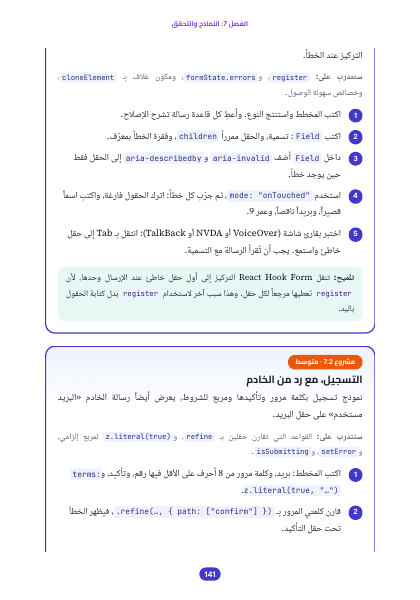 الفصل 7: النماذج والتحقق
التركيز عند الخطأ.
ستتدرب على: register، و formState.errors، ومكوّن غلاف بـ cloneElement،
وخصائص سهولة الوصول.
1 اكتب المخطط واستنتج النوع، وأعطِ كل قاعدة رسالة تشرح الإصلاح.
2 اكتب Field: تسمية، والحقل ممرراً children، وفقرة الخطأ بمعرّف.
3 داخل Field أضف aria-invalid و aria-describedby إلى الحقل فقط
حين يوجد خطأ.
4 استخدم mode: "onTouched"، ثم جرّب كل خطأ: اترك الحقول فارغة، واكتب اسماً
قصيراً، وبريداً ناقصاً، وعمر 9.
5 اختبر بقارئ شاشة (VoiceOver أو NVDA أو TalkBack): انتقل بـ Tab إلى حقل
خاطئ واستمع. يجب أن تُقرأ الرسالة مع التسمية.
تلميح: تنقل React Hook Form التركيز إلى أول حقل خاطئ عند الإرسال وحدها، لأن
register تعطيها مرجعاً لكل حقل. وهذا سبب آخر لاستخدام register بدل كتابة الحقول
باليد.
مشروع 7.2 · متوسط
التسجيل، مع رد من الخادم
نموذج تسجيل بكلمة مرور وتأكيدها ومربع للشروط، يعرض أيضاً رسالة الخادم «البريد
مستخدم» على حقل البريد.
ستتدرب على: القواعد التي تقارن حقلين بـ refine، و z.literal(true) لمربع إلزامي،
و setError، و isSubmitting.
1 اكتب المخطط: بريد، وكلمة مرور من 8 أحرف على الأقل فيها رقم، وتأكيد، و terms:
z.literal(true, "…").
2 قارن كلمتي المرور بـ .refine(…, { path: ["confirm"] })، فيظهر الخطأ
تحت حقل التأكيد.
141